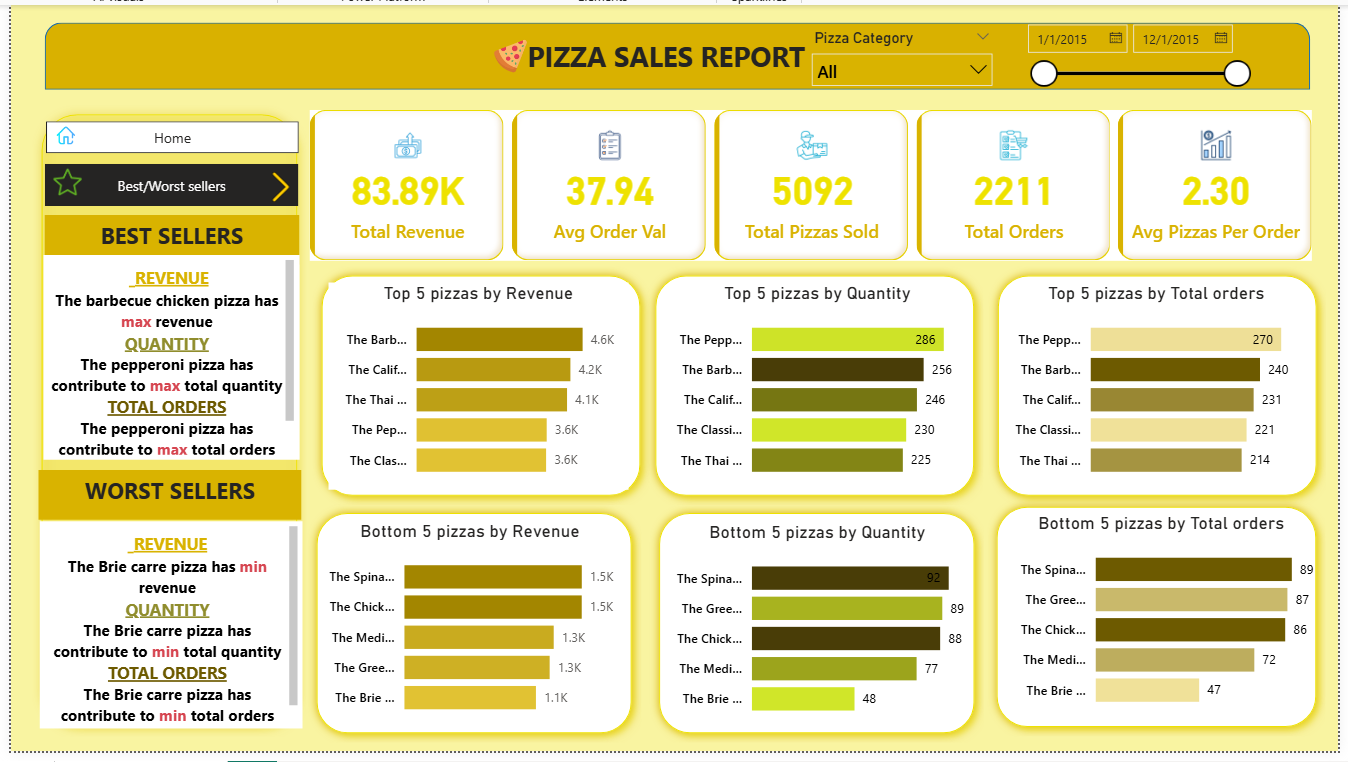 PIZZA SALES REPORT
Pizza Category
All
1/1/2015
12/1/2015
Home
Best/Worst sellers
BEST SELLERS
REVENUE
The barbecue chicken pizza has
max revenue
QUANTITY
The pepperoni pizza has
contribute to max total quantity
TOTAL ORDERS
The pepperoni pizza has
contribute to max total orders
WORST SELLERS
REVENUE
The Brie carre pizza has min
revenue
QUANTITY
The Brie carre pizza has
contribute to min total quantity
TOTAL ORDERS
The Brie carre pizza has
contribute to min total orders
83.89K
Total Revenue
37.94
Avg Order Val
5092
Total Pizzas Sold
2211
Total Orders
2.30
Avg Pizzas Per Order
Top 5 pizzas by Revenue
The Barb... 4.6K
The Calif... 4.2K
The Thai ... 4.1K
The Pep... 3.6K
The Clas... 3.6K
Top 5 pizzas by Quantity
The Pepp... 286
The Barb... 256
The Calif... 246
The Classi... 230
The Thai ... 225
Top 5 pizzas by Total orders
The Pepp... 270
The Barb... 240
The Calif... 231
The Classi... 221
The Thai ... 214
Bottom 5 pizzas by Revenue
The Spina... 1.5K
The Chick... 1.5K
The Medi... 1.3K
The Gree... 1.3K
The Brie ... 1.1K
Bottom 5 pizzas by Quantity
The Spina... 92
The Gree... 89
The Chick... 88
The Medi... 77
The Brie ... 48
Bottom 5 pizzas by Total orders
The Spina... 89
The Gree... 87
The Chick... 86
The Medi... 72
The Brie ... 47